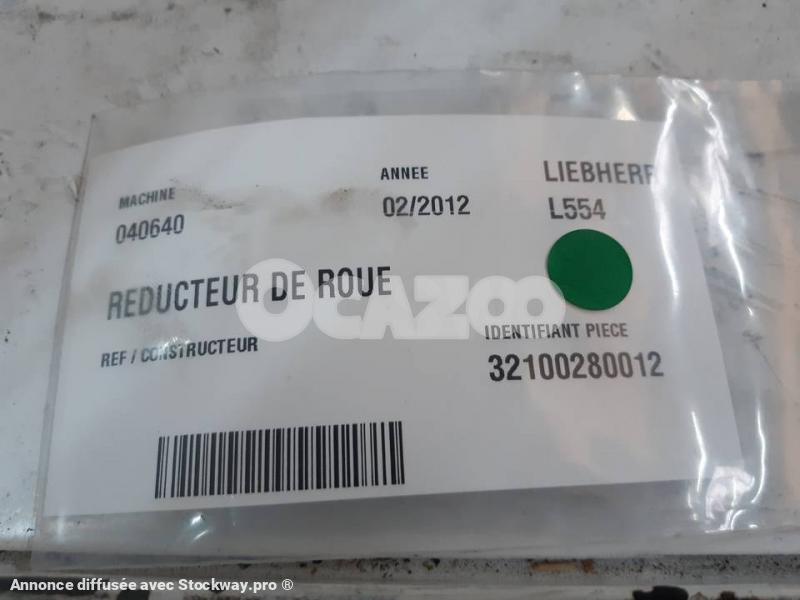 MACHINE
040640
ANNEE
02/2012
LIEBHERR
L554
REDUCTEUR DE ROUE
OCAZOO
REF / CONSTRUCTEUR
IDENTIFIANT PIECE
32100280012
Annonce diffusée avec Stockway.pro ®